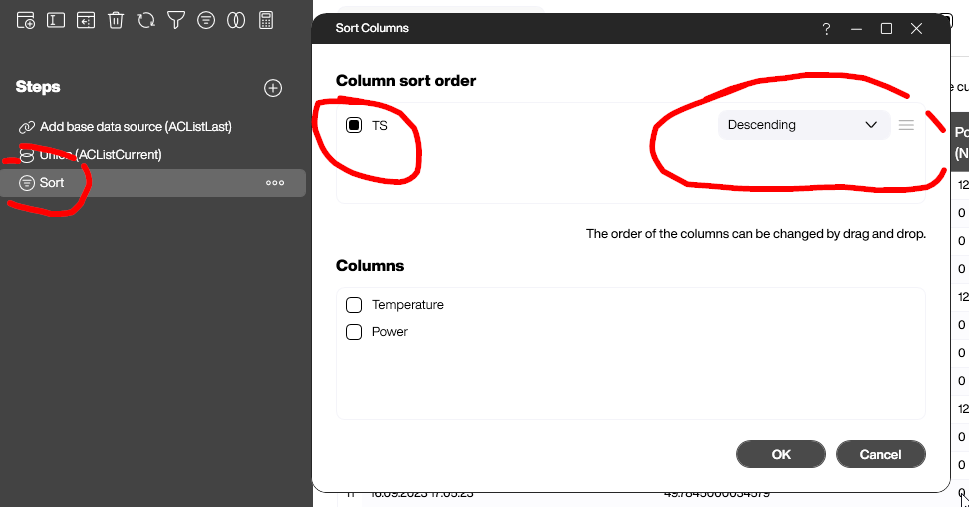 Sort Columns
?
Steps
Column sort order
Add base data source (ACListLast)
TS
Descending
Union (ACListCurrent)
Sort
The order of the columns can be changed by drag and drop.
Columns
Temperature
Power
OK
Cancel
e cu
Po
(N
12
0
0
0
12
0
0
0
12
0
0
0
11 16.09.2023 17:05:23 49.7845000034579